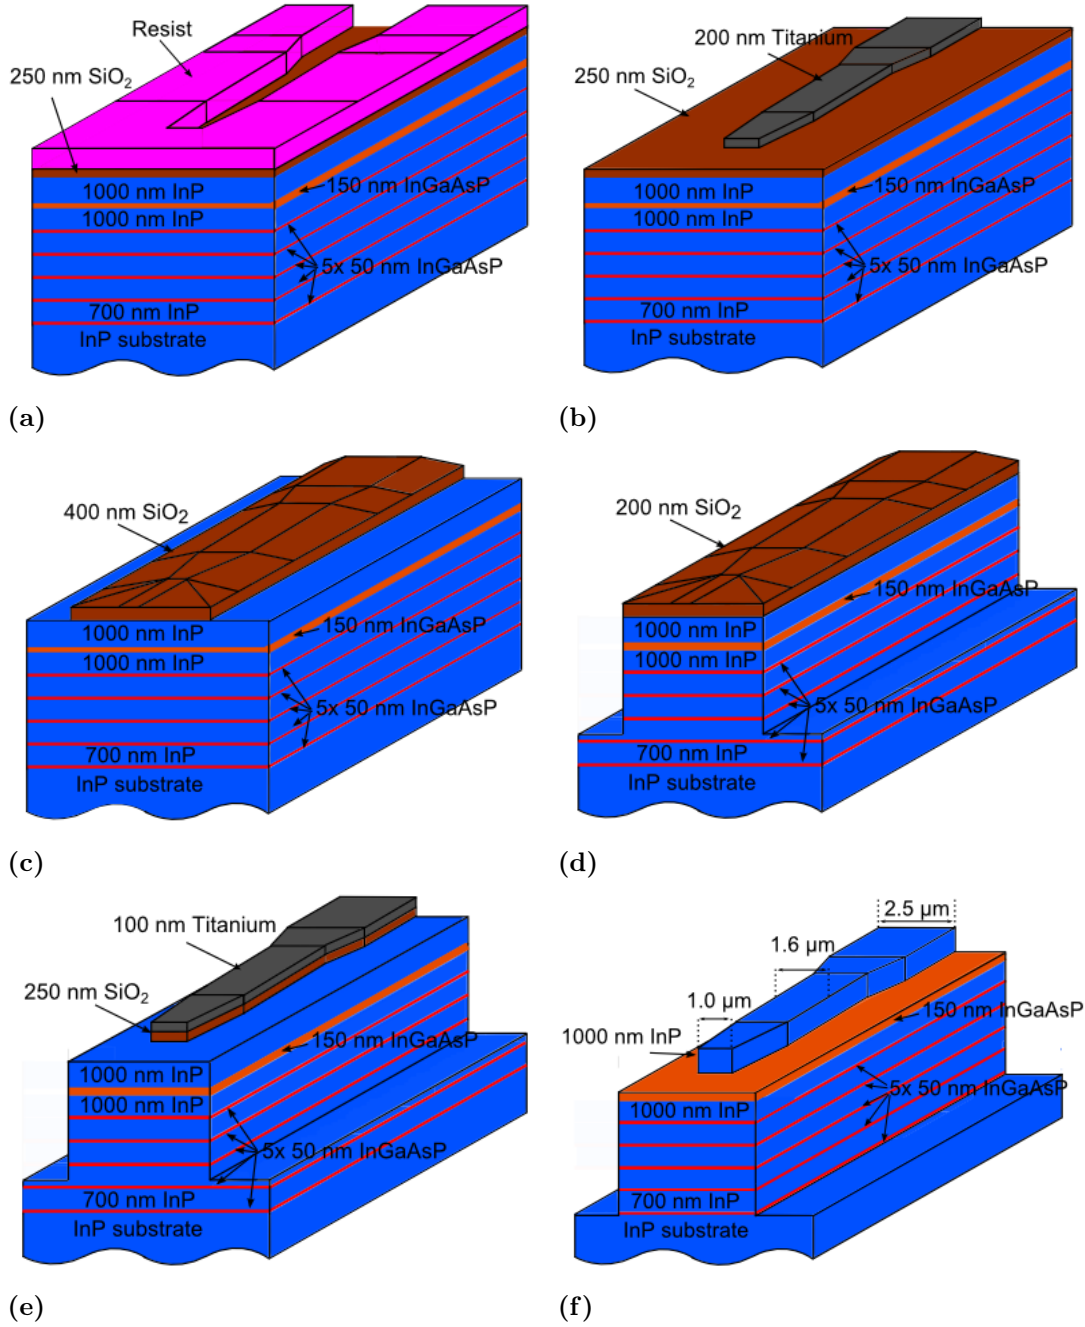 Resist
250 nm SiO₂
1000 nm InP
150 nm InGaAsP
1000 nm InP
5x 50 nm InGaAsP
700 nm InP
InP substrate
(a)
200 nm Titanium
250 nm SiO₂
1000 nm InP
150 nm InGaAsP
1000 nm InP
5x 50 nm InGaAsP
700 nm InP
InP substrate
(b)
400 nm SiO₂
1000 nm InP
150 nm InGaAsP
1000 nm InP
5x 50 nm InGaAsP
700 nm InP
InP substrate
(c)
200 nm SiO₂
150 nm InGaAsP
1000 nm InP
1000 nm InP
5x 50 nm InGaAsP
700 nm InP
InP substrate
(d)
100 nm Titanium
250 nm SiO₂
150 nm InGaAsP
1000 nm InP
1000 nm InP
5x 50 nm InGaAsP
700 nm InP
InP substrate
(e)
2.5 µm
1.6 µm
1.0 µm
1000 nm InP
150 nm InGaAsP
5x 50 nm InGaAsP
1000 nm InP
700 nm InP
InP substrate
(f)